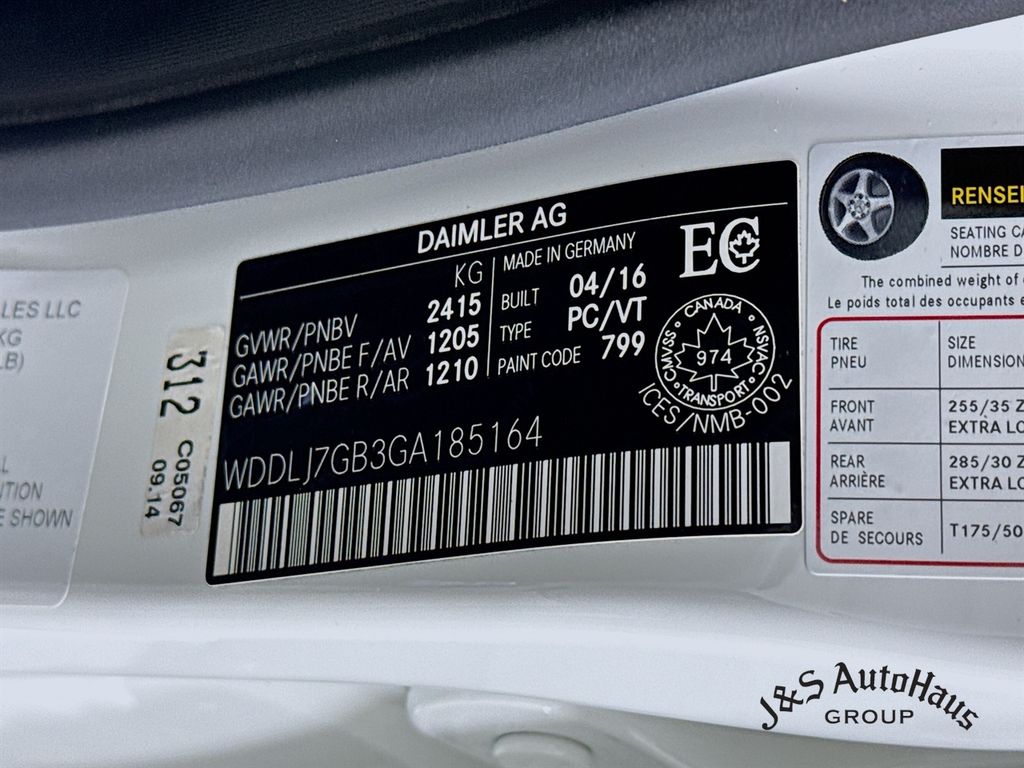 DAIMLER AG
KG
GVWR/PNBV 2415
GAWR/PNBE F/AV 1205
GAWR/PNBE R/AR 1210
MADE IN GERMANY
BUILT 04/16
TYPE PC/VT
PAINT CODE 799
EC
CANADA
CMVSS NSVAC
974
TRANSPORT
ICES/NMB-002
WDDLJ7GB3GA185164
312
C05067
09.14
LES LLC
KG
LB)
NTION
E SHOWN
RENSEI
SEATING CA
NOMBRE D
The combined weight of
Le poids total des occupants e
TIRE
PNEU
SIZE
DIMENSION
FRONT
AVANT
255/35 Z
EXTRA LO
REAR
ARRIÈRE
285/30 Z
EXTRA LO
SPARE
DE SECOURS
T175/50
J&S AutoHaus
GROUP